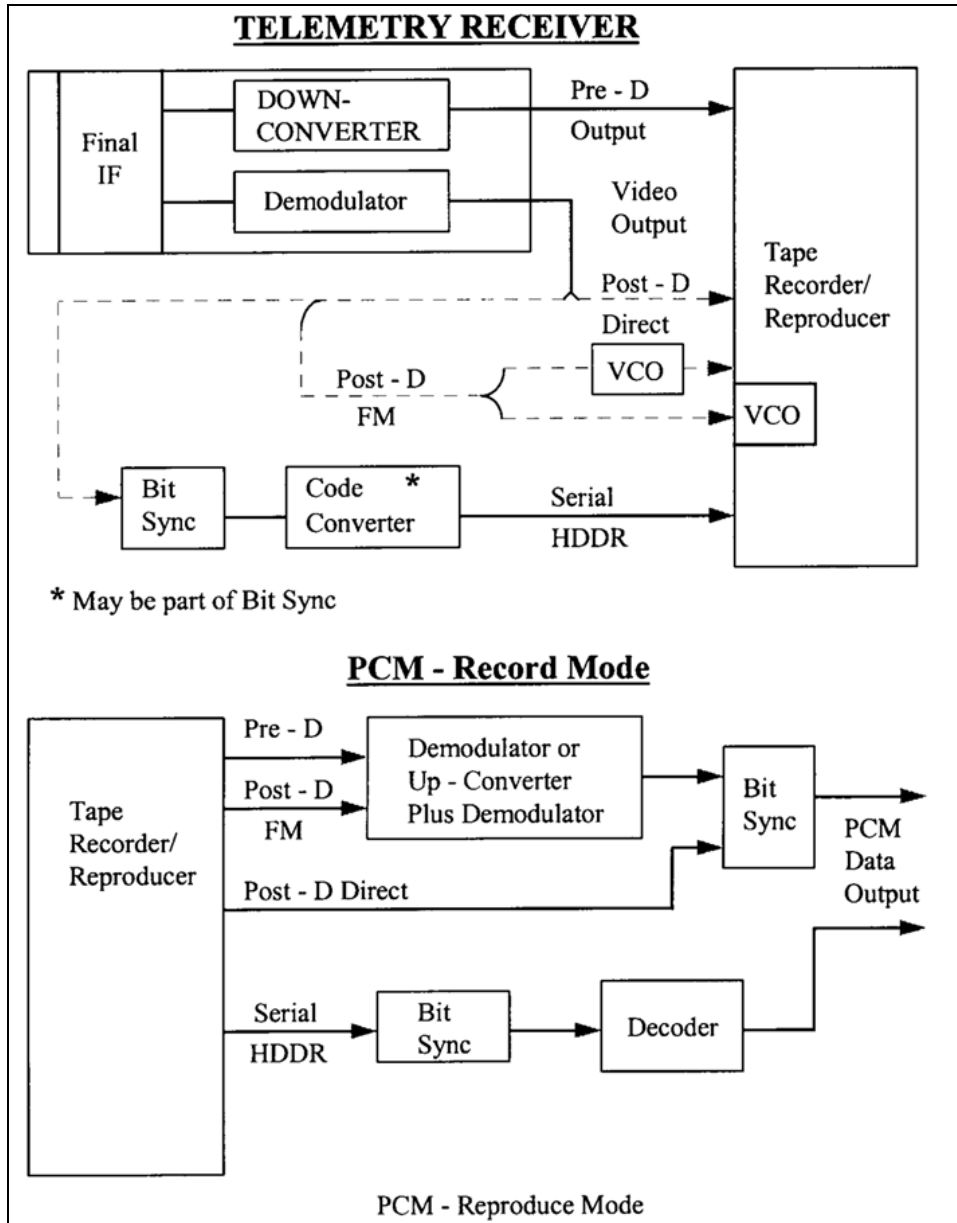 TELEMETRY RECEIVER
Final
IF
DOWN-
CONVERTER
Demodulator
Pre - D
Output
Video
Output
Post - D
Direct
VCO
Post - D
FM
VCO
Tape
Recorder/
Reproducer
Bit
Sync
Code *
Converter
Serial
HDDR
* May be part of Bit Sync
PCM - Record Mode
Tape
Recorder/
Reproducer
Pre - D
Post - D
FM
Demodulator or
Up - Converter
Plus Demodulator
Bit
Sync
PCM
Data
Output
Post - D Direct
Serial
HDDR
Bit
Sync
Decoder
PCM - Reproduce Mode